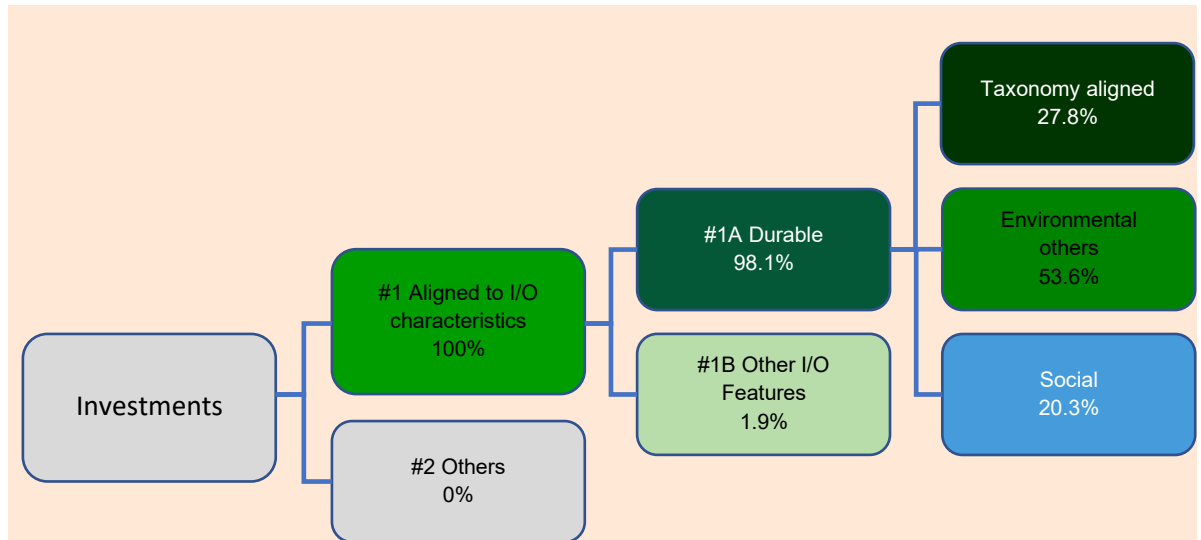 Investments
#1 Aligned to I/O
characteristics
100%
#2 Others
0%
#1A Durable
98.1%
#1B Other I/O
Features
1.9%
Taxonomy aligned
27.8%
Environmental
others
53.6%
Social
20.3%